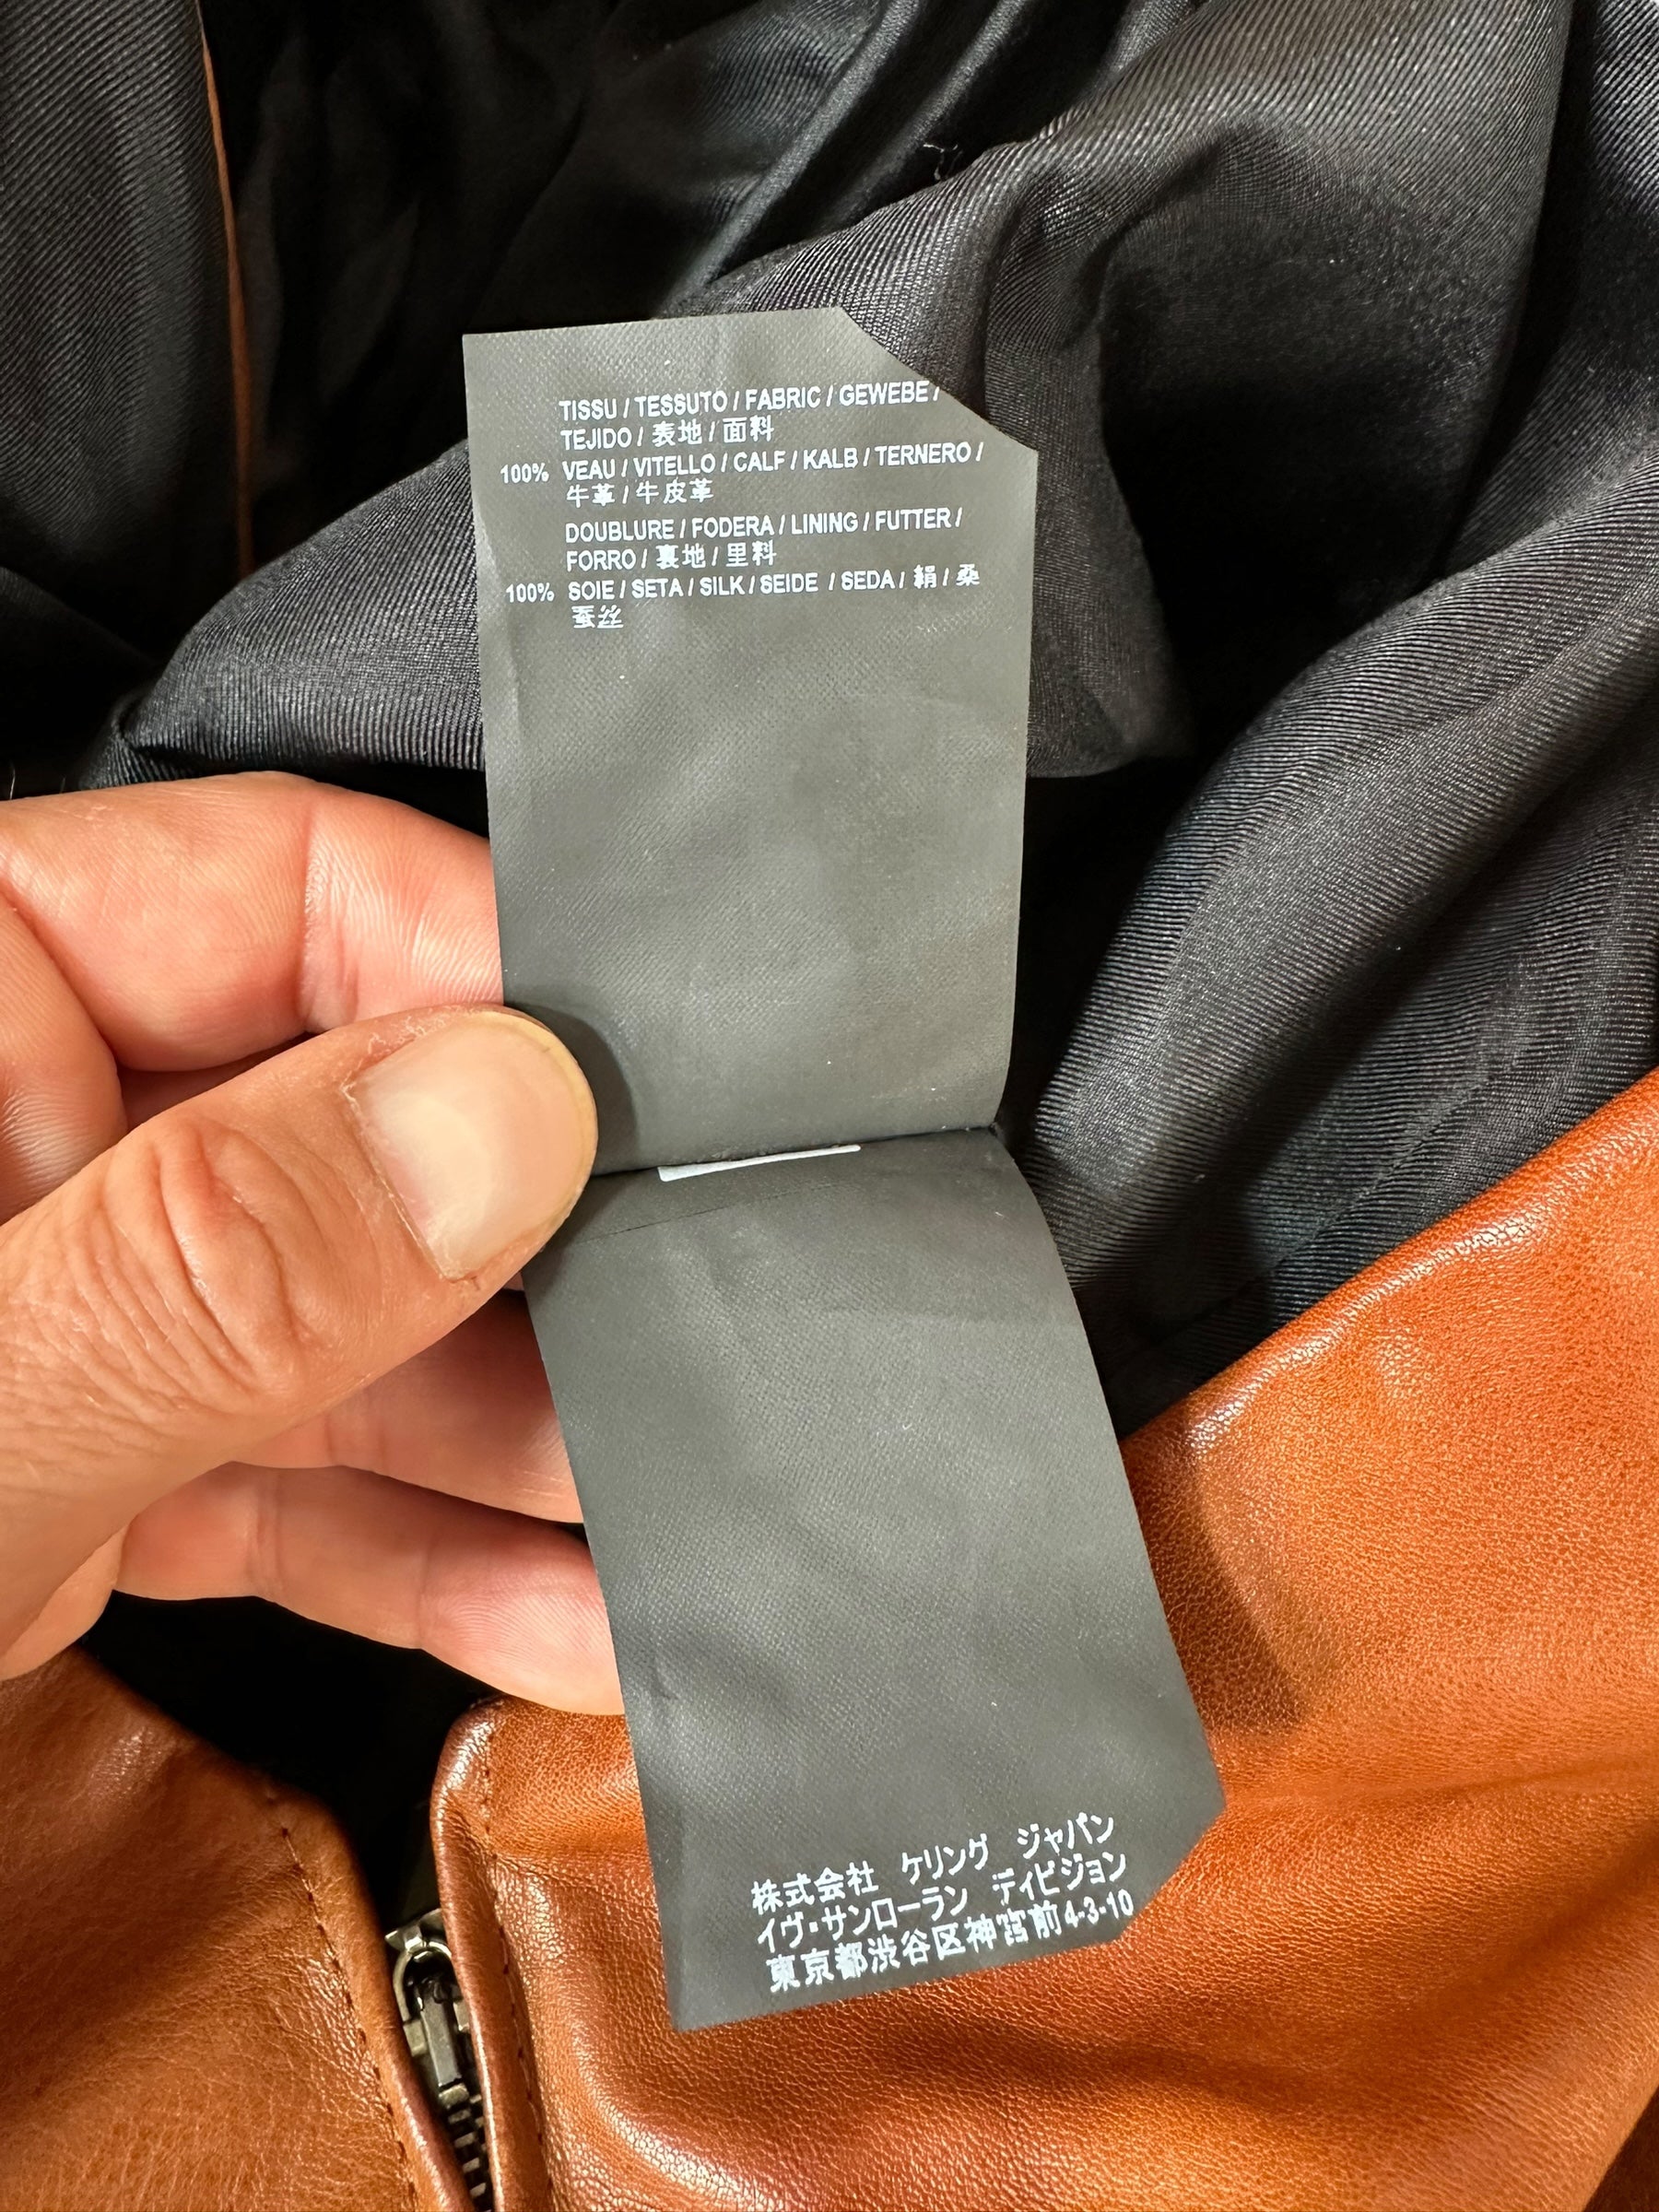 TISSU / TESSUTO / FABRIC / GEWEBE /
TEJIDO / 表地 / 面料
100% VEAU / VITELLO / CALF / KALB / TERNERO /
牛革 / 牛皮革
DOUBLURE / FODERA / LINING / FUTTER /
FORRO / 裏地 / 里料
100% SOIE / SETA / SILK / SEIDE / SEDA / 絹 / 桑
蚕丝
株式会社 ケリング ジャパン
イヴ・サンローラン ディビジョン
東京都渋谷区神宮前4-3-10